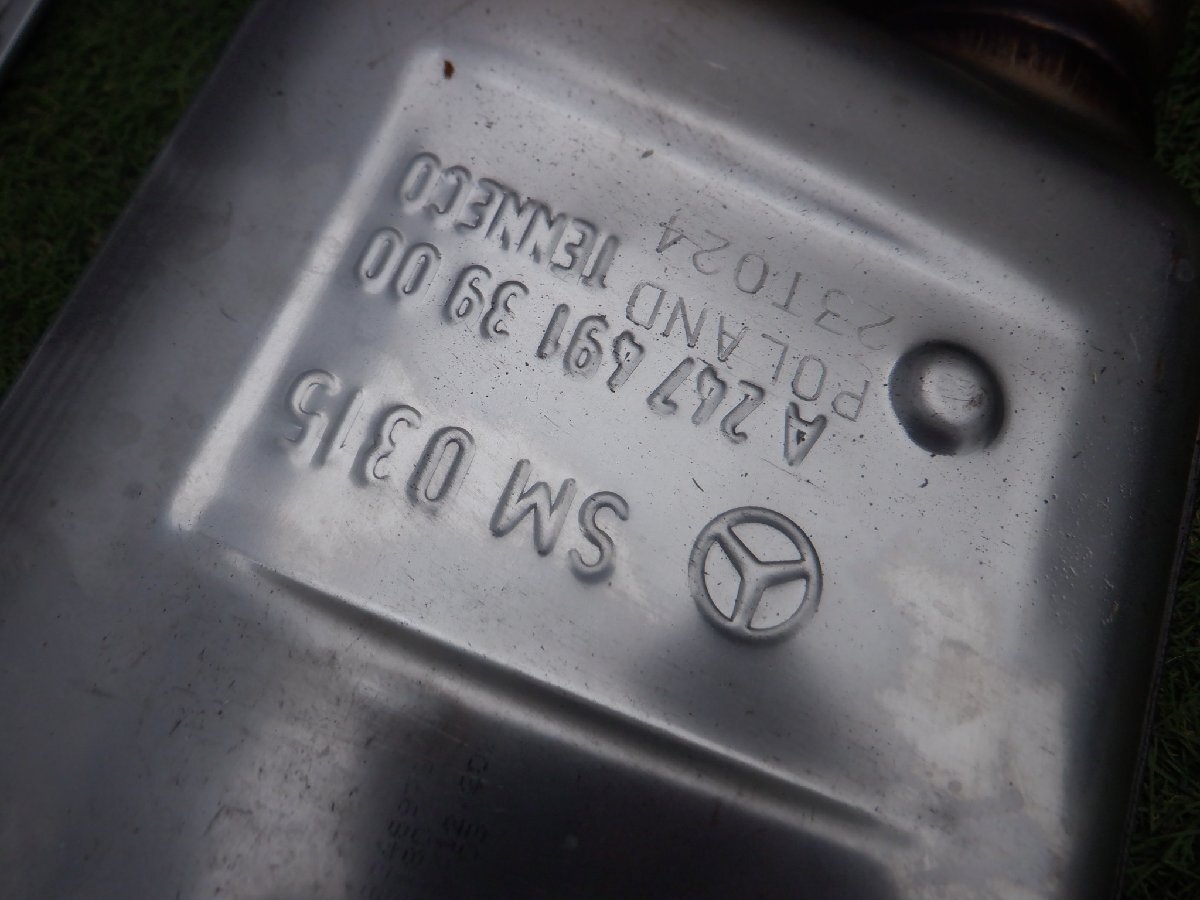 SM 0315
A 247 491 39 00
POLAND TENNECO
23T024